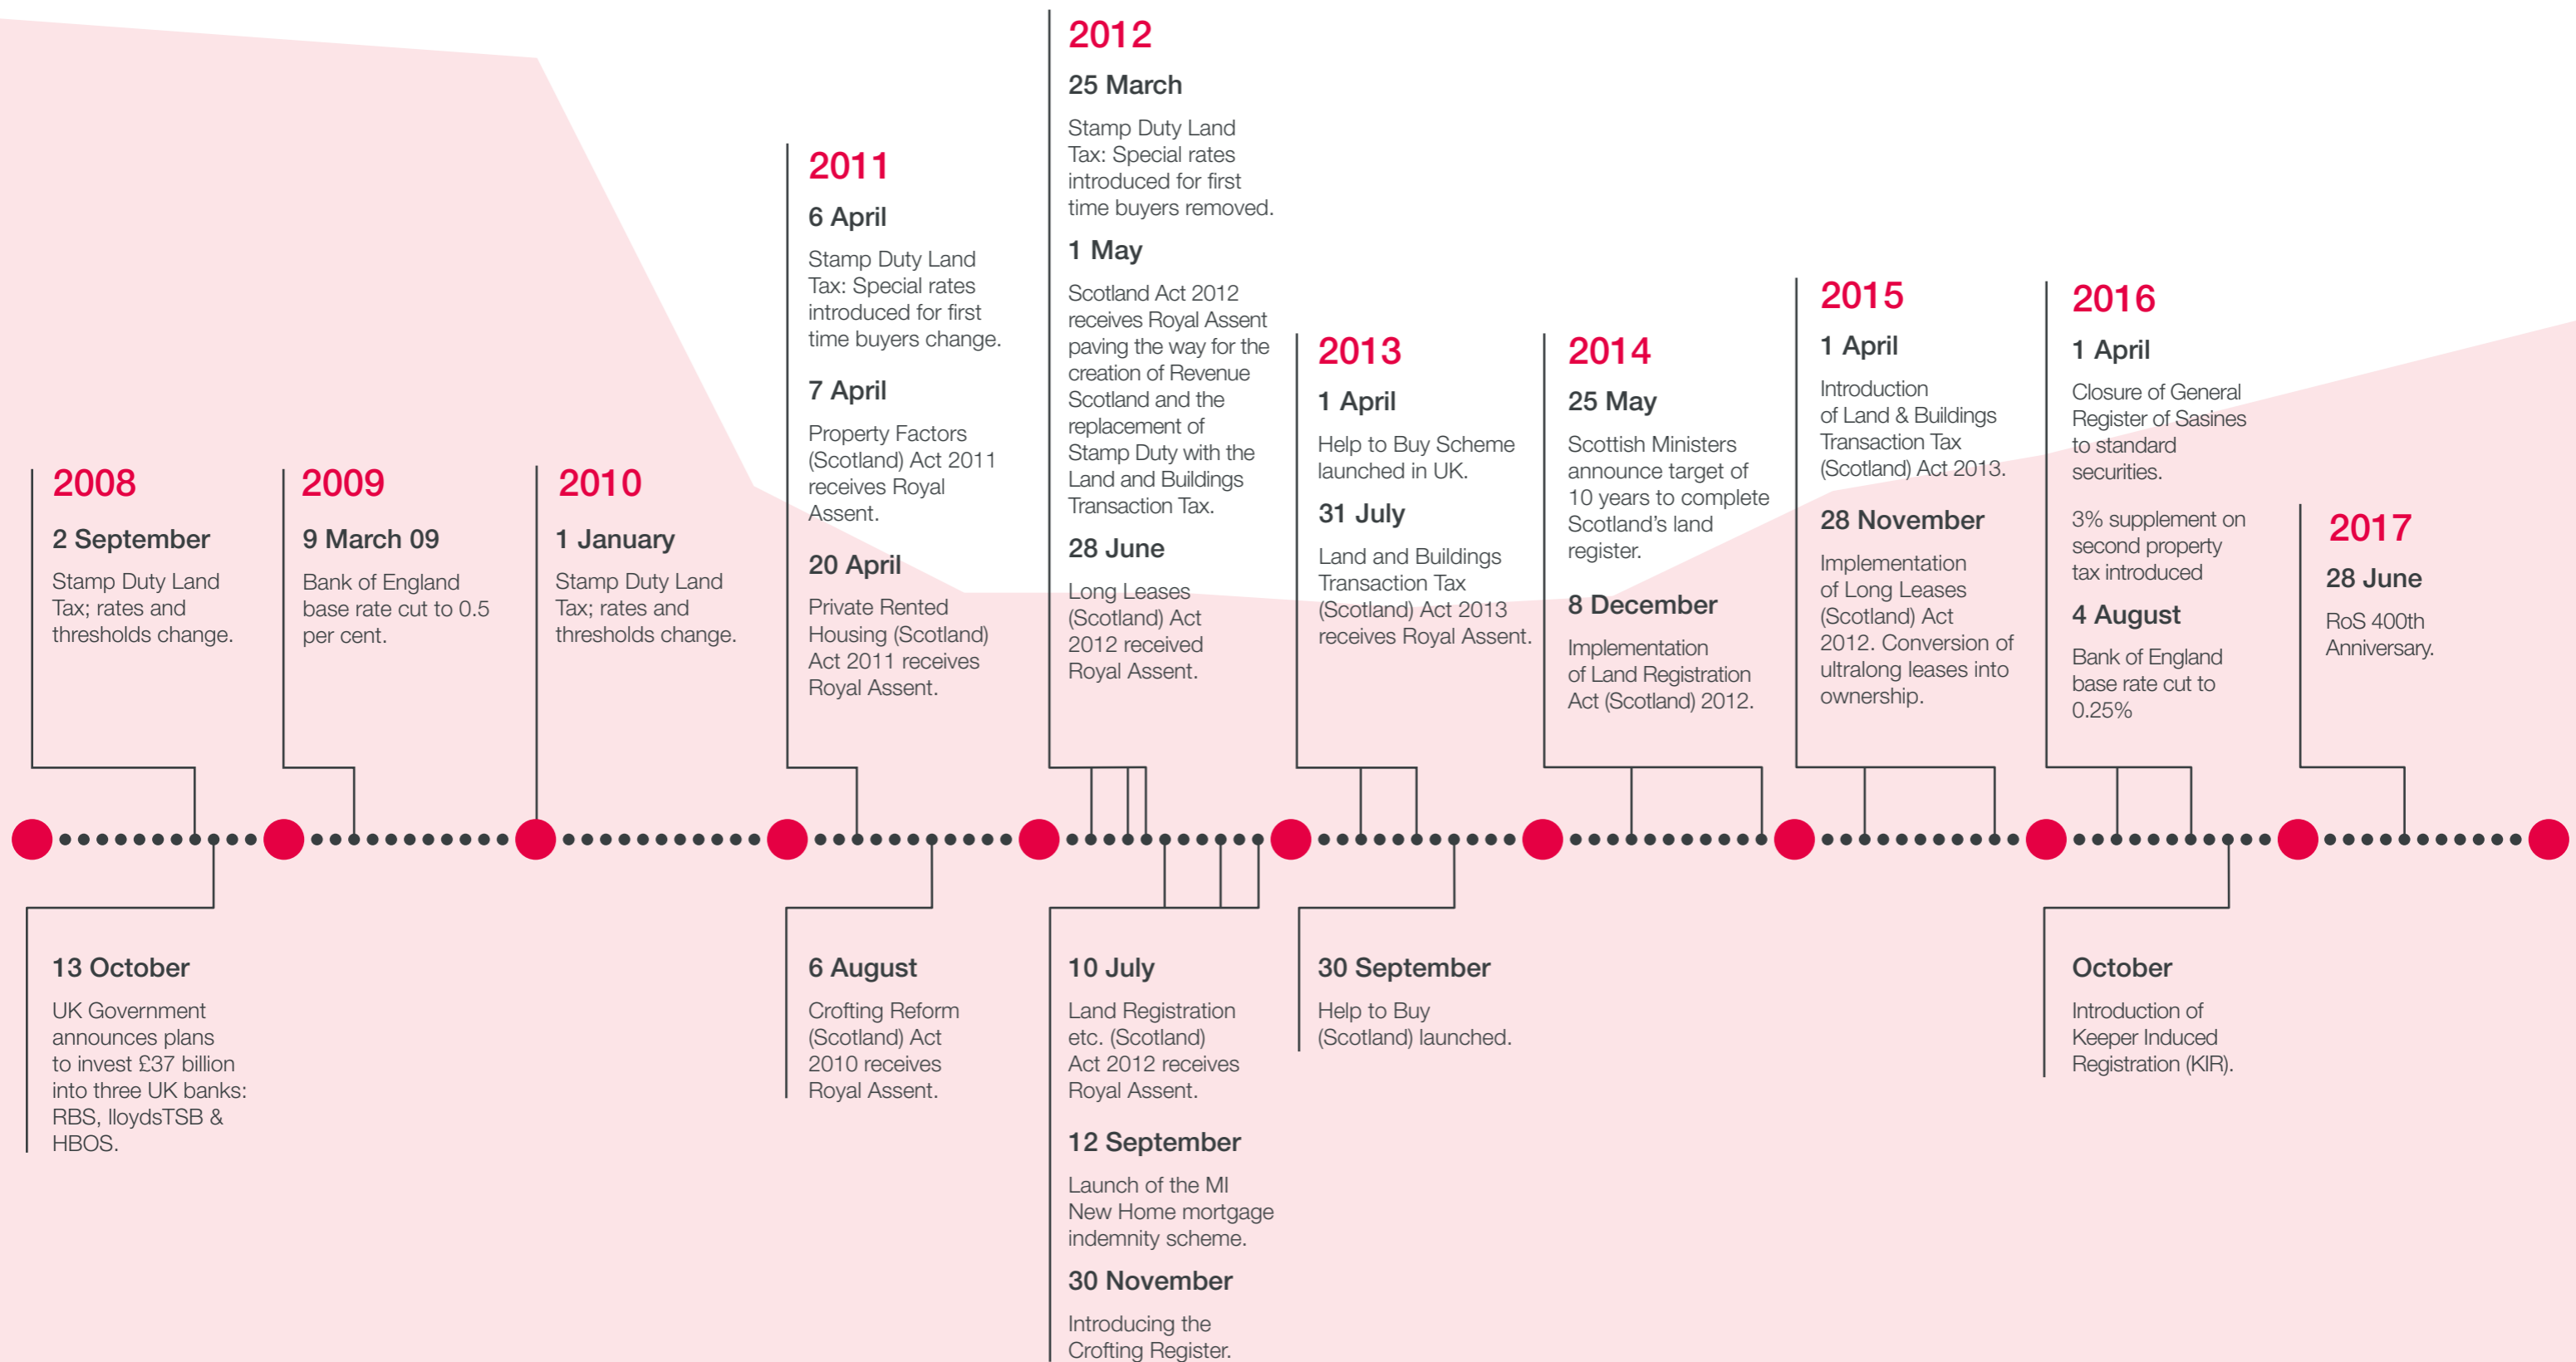 2008
2 September
Stamp Duty Land
Tax; rates and
thresholds change.
13 October
UK Government
announces plans
to invest £37 billion
into three UK banks:
RBS, lloydsTSB &
HBOS.
2009
9 March 09
Bank of England
base rate cut to 0.5
per cent.
2010
1 January
Stamp Duty Land
Tax; rates and
thresholds change.
2011
6 April
Stamp Duty Land
Tax: Special rates
introduced for first
time buyers change.
7 April
Property Factors
(Scotland) Act 2011
receives Royal
Assent.
20 April
Private Rented
Housing (Scotland)
Act 2011 receives
Royal Assent.
6 August
Crofting Reform
(Scotland) Act
2010 receives
Royal Assent.
2012
25 March
Stamp Duty Land
Tax: Special rates
introduced for first
time buyers removed.
1 May
Scotland Act 2012
receives Royal Assent
paving the way for the
creation of Revenue
Scotland and the
replacement of
Stamp Duty with the
Land and Buildings
Transaction Tax.
28 June
Long Leases
(Scotland) Act
2012 received
Royal Assent.
10 July
Land Registration
etc. (Scotland)
Act 2012 receives
Royal Assent.
12 September
Launch of the MI
New Home mortgage
indemnity scheme.
30 November
Introducing the
Crofting Register.
2013
1 April
Help to Buy Scheme
launched in UK.
31 July
Land and Buildings
Transaction Tax
(Scotland) Act 2013
receives Royal Assent.
30 September
Help to Buy
(Scotland) launched.
2014
25 May
Scottish Ministers
announce target of
10 years to complete
Scotland’s land
register.
8 December
Implementation
of Land Registration
Act (Scotland) 2012.
2015
1 April
Introduction
of Land & Buildings
Transaction Tax
(Scotland) Act 2013.
28 November
Implementation
of Long Leases
(Scotland) Act
2012. Conversion of
ultralong leases into
ownership.
2016
1 April
Closure of General
Register of Sasines
to standard
securities.
3% supplement on
second property
tax introduced
4 August
Bank of England
base rate cut to
0.25%
October
Introduction of
Keeper Induced
Registration (KIR).
2017
28 June
RoS 400th
Anniversary.